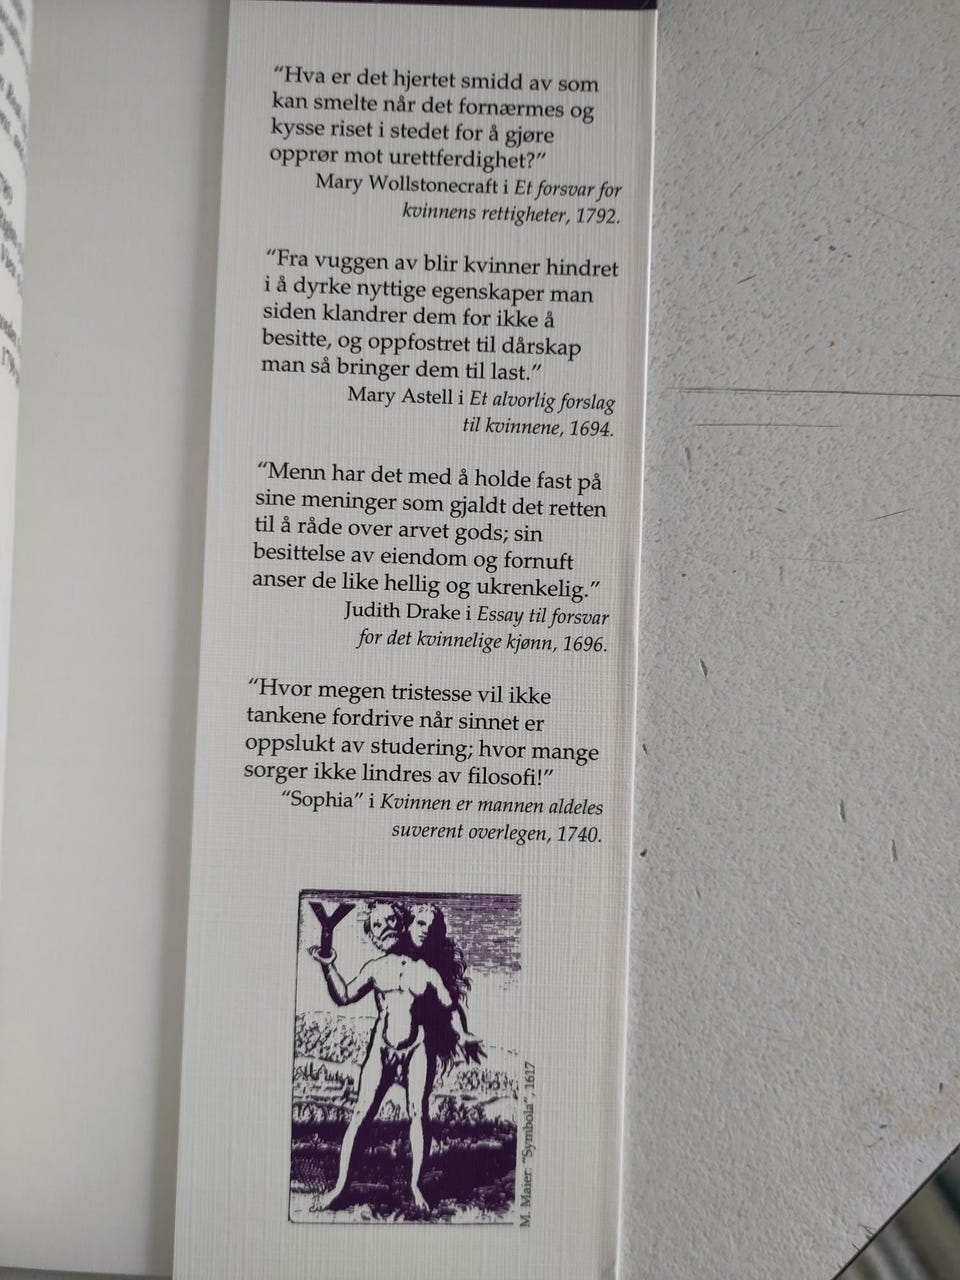 “Hva er det hjertet smidd av som
kan smelte når det fornærmes og
kysse riset i stedet for å gjøre
opprør mot urettferdighet?”
Mary Wollstonecraft i Et forsvar for
kvinnens rettigheter, 1792.
“Fra vuggen av blir kvinner hindret
i å dyrke nyttige egenskaper man
siden klandrer dem for ikke å
besitte, og oppfostret til dårskap
man så bringer dem til last.”
Mary Astell i Et alvorlig forslag
til kvinnene, 1694.
“Menn har det med å holde fast på
sine meninger som gjaldt det retten
til å råde over arvet gods; sin
besittelse av eiendom og fornuft
anser de like hellig og ukrenkelig.”
Judith Drake i Essay til forsvar
for det kvinnelige kjønn, 1696.
“Hvor megen tristesse vil ikke
tankene fordrive når sinnet er
oppslukt av studering; hvor mange
sorger ikke lindres av filosofi!”
“Sophia” i Kvinnen er mannen aldeles
suverent overlegen, 1740.
Y
M. Maier: “Symbola”, 1617